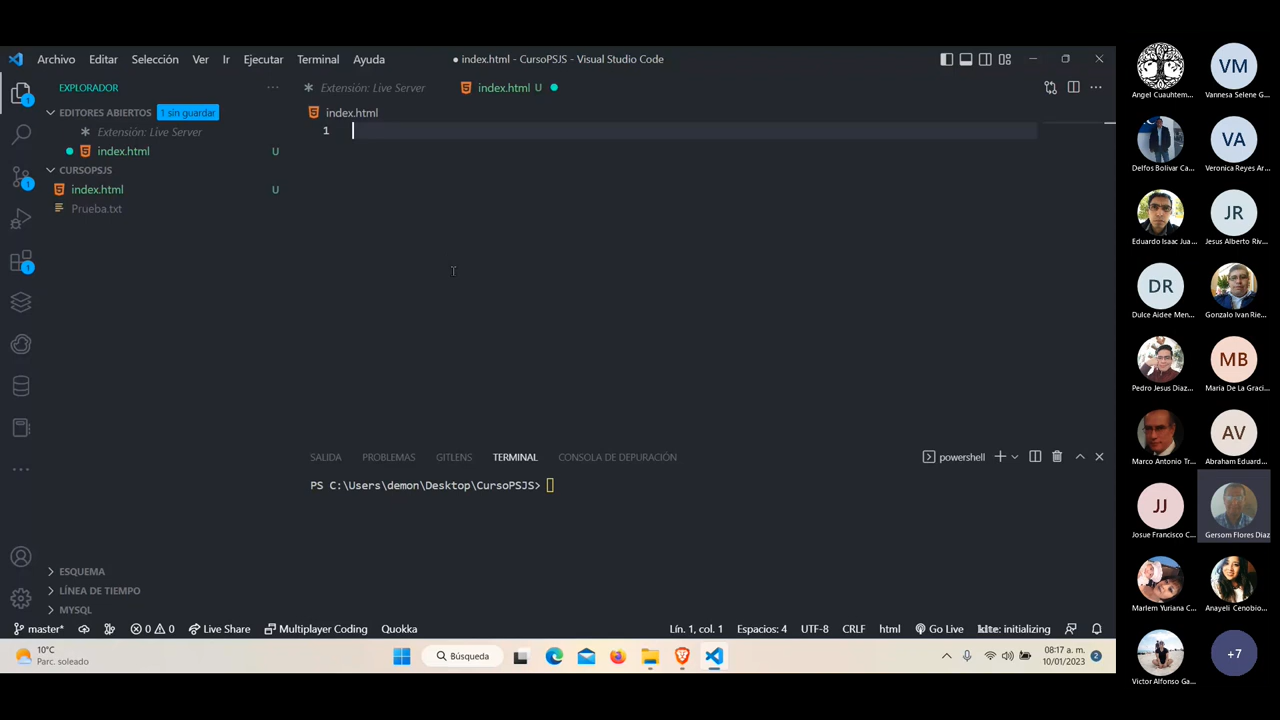 Archivo Editar Selección Ver Ir Ejecutar Terminal Ayuda
● index.html - CursoPSJS - Visual Studio Code
EXPLORADOR
EDITORES ABIERTOS 1 sin guardar
Extensión: Live Server
index.html U
CURSOPSJS
index.html U
Prueba.txt
ESQUEMA
LÍNEA DE TIEMPO
MYSQL
Extensión: Live Server
index.html U
index.html
1
SALIDA PROBLEMAS GITLENS TERMINAL CONSOLA DE DEPURACIÓN
powershell
PS C:\Users\demon\Desktop\CursoPSJS>
master* 0 0 Live Share Multiplayer Coding Quokka
Lín. 1, col. 1 Espacios: 4 UTF-8 CRLF html Go Live kite: initializing
10°C
Parc. soleado
Búsqueda
08:17 a. m.
10/01/2023
2
Angel Cuauhtem...
VM
Vannesa Selene G...
Delfos Bolivar Ca...
VA
Veronica Reyes Ar...
Eduardo Isaac Jua...
JR
Jesus Alberto Riv...
DR
Dulce Aidee Men...
Gonzalo Ivan Rie...
Pedro Jesus Diaz...
MB
Maria De La Graci...
Marco Antonio Tr...
AV
Abraham Eduard...
JJ
Josue Francisco C...
Gersom Flores Diaz
Marlem Yuriana C...
Anayeli Cenobio...
Victor Alfonso Ga...
+7